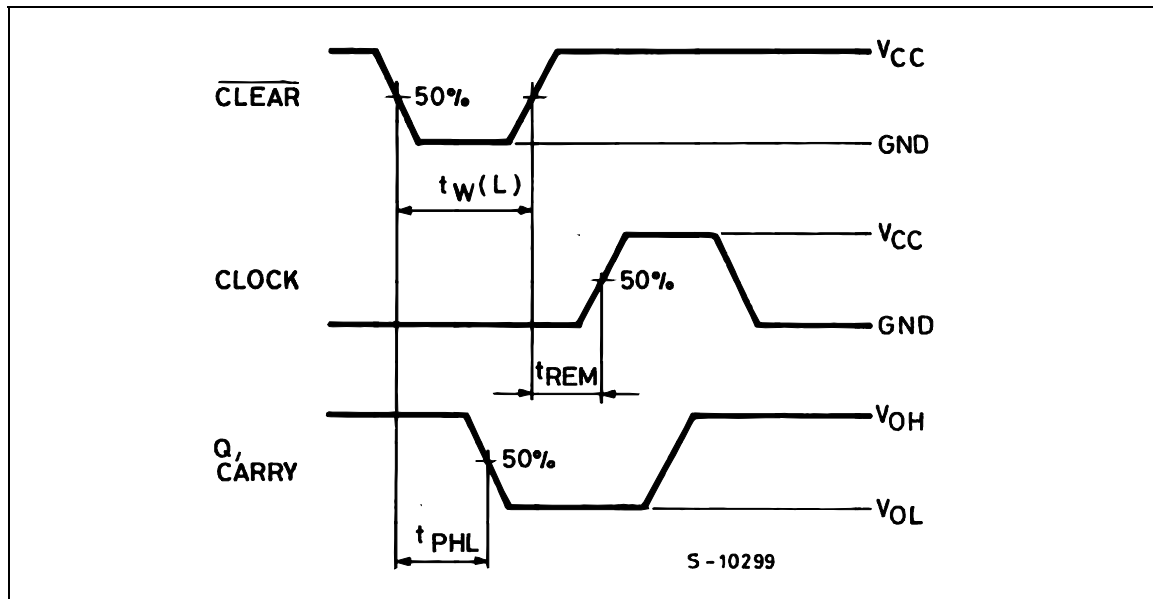 VCC
CLEAR
50%
GND
tW(L)
VCC
CLOCK
50%
GND
tREM
VOH
Q,
CARRY
50%
VOL
tPHL
S-10299